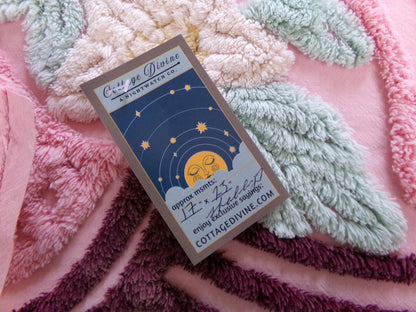 Cottage Divine
A NIGHTWATCH CO.
approx msmts:
enjoy exclusive savings:
COTTAGEDIVINE.COM